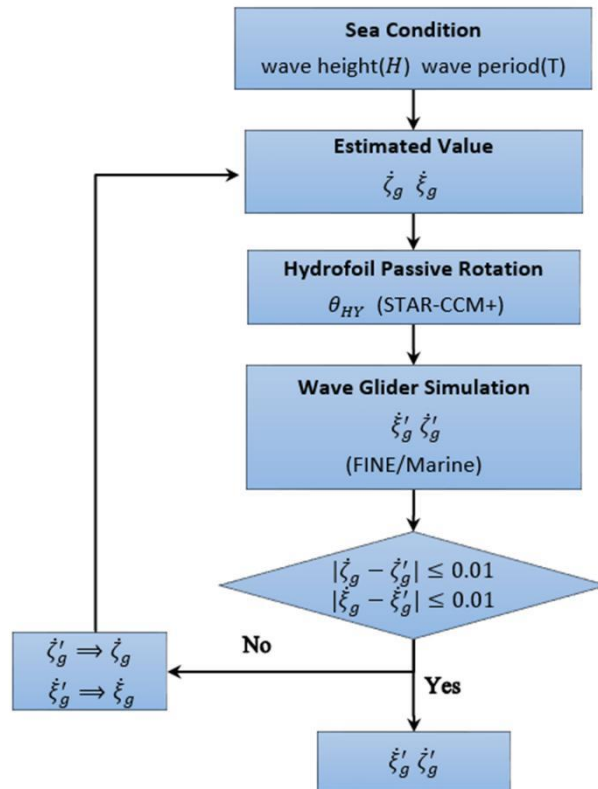 Sea Condition
wave height(H) wave period(T)
Estimated Value
ζ̇g ξ̇g
Hydrofoil Passive Rotation
θHY (STAR-CCM+)
Wave Glider Simulation
ξ̇′g ζ̇′g
(FINE/Marine)
|ζ̇g − ζ̇′g| ≤ 0.01
|ξ̇g − ξ̇′g| ≤ 0.01
No
ζ̇′g ⟹ ζ̇g
ξ̇′g ⟹ ξ̇g
Yes
ξ̇′g ζ̇′g